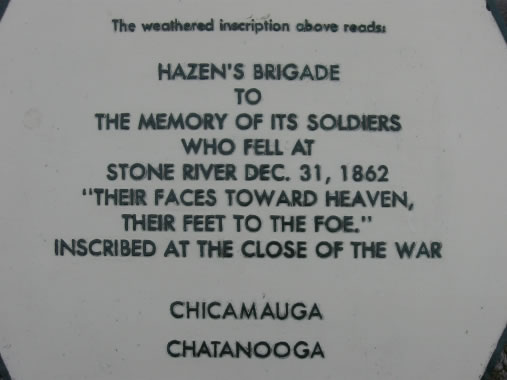 The weathered inscription above reads:
HAZEN'S BRIGADE
TO
THE MEMORY OF ITS SOLDIERS
WHO FELL AT
STONE RIVER DEC. 31, 1862
"THEIR FACES TOWARD HEAVEN,
THEIR FEET TO THE FOE."
INSCRIBED AT THE CLOSE OF THE WAR
CHICAMAUGA
CHATANOOGA